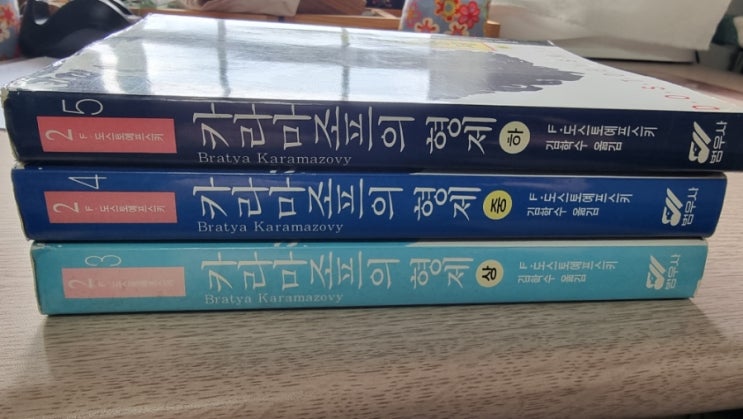 2-5
F·도스토예프스키
카라마조프의 형제 하
Bratya Karamazovy
F·도스토예프스키
김학수 옮김
범우사
2-4
F·도스토예프스키
카라마조프의 형제 중
Bratya Karamazovy
F·도스토예프스키
김학수 옮김
범우사
2-3
F·도스토예프스키
카라마조프의 형제 상
Bratya Karamazovy
F·도스토예프스키
김학수 옮김
범우사